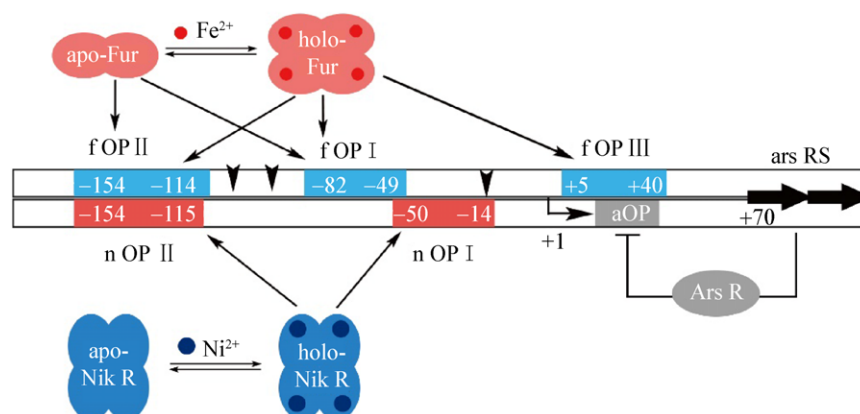 apo-Fur
Fe²⁺
holo-
Fur
f OP II
f OP I
f OP III
ars RS
−154 −114
−82 −49
+5 +40
−154 −115
−50 −14
aOP
+70
n OP II
n OP I
+1
Ars R
apo-
Nik R
Ni²⁺
holo-
Nik R